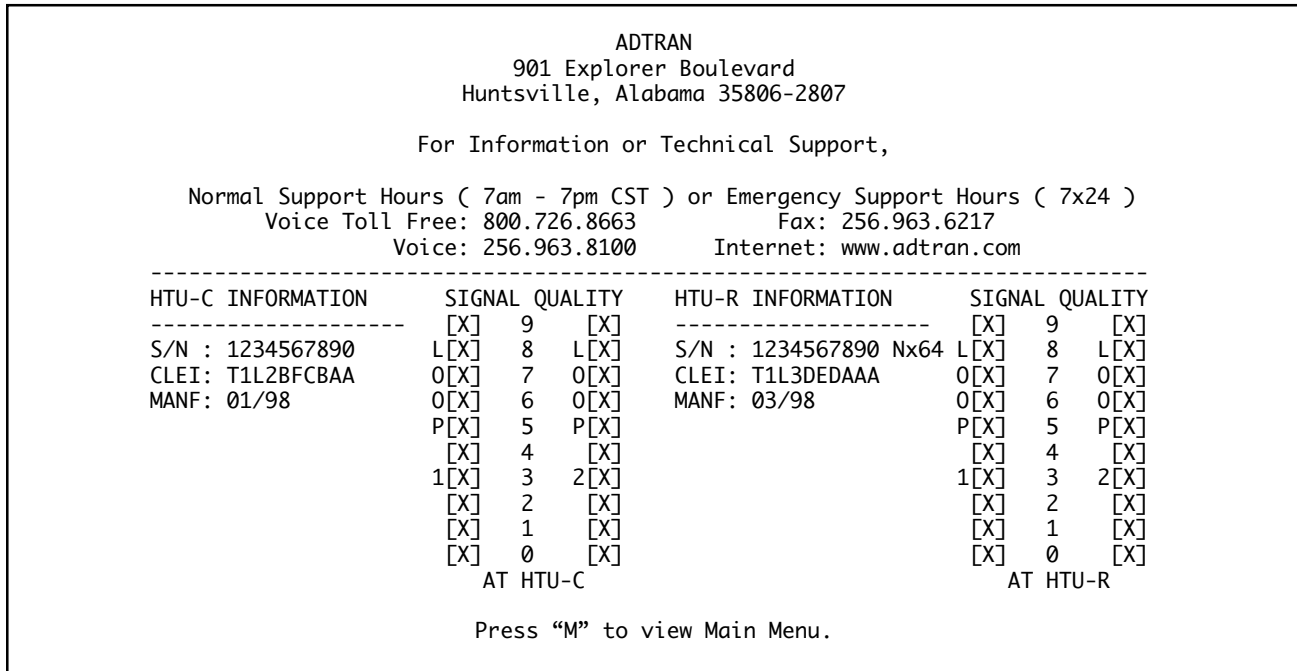 ADTRAN
901 Explorer Boulevard
Huntsville, Alabama 35806-2807
For Information or Technical Support,
Normal Support Hours ( 7am - 7pm CST ) or Emergency Support Hours ( 7x24 )
Voice Toll Free: 800.726.8663 Fax: 256.963.6217
Voice: 256.963.8100 Internet: www.adtran.com
------------------------------------------------------------------------------
HTU-C INFORMATION SIGNAL QUALITY HTU-R INFORMATION SIGNAL QUALITY
-------------------- [X] 9 [X] -------------------- [X] 9 [X]
S/N : 1234567890 L[X] 8 L[X] S/N : 1234567890 Nx64 L[X] 8 L[X]
CLEI: T1L2BFCBAA O[X] 7 O[X] CLEI: T1L3DEDAAA O[X] 7 O[X]
MANF: 01/98 O[X] 6 O[X] MANF: 03/98 O[X] 6 O[X]
P[X] 5 P[X] P[X] 5 P[X]
[X] 4 [X] [X] 4 [X]
1[X] 3 2[X] 1[X] 3 2[X]
[X] 2 [X] [X] 2 [X]
[X] 1 [X] [X] 1 [X]
[X] 0 [X] [X] 0 [X]
AT HTU-C AT HTU-R
Press “M” to view Main Menu.